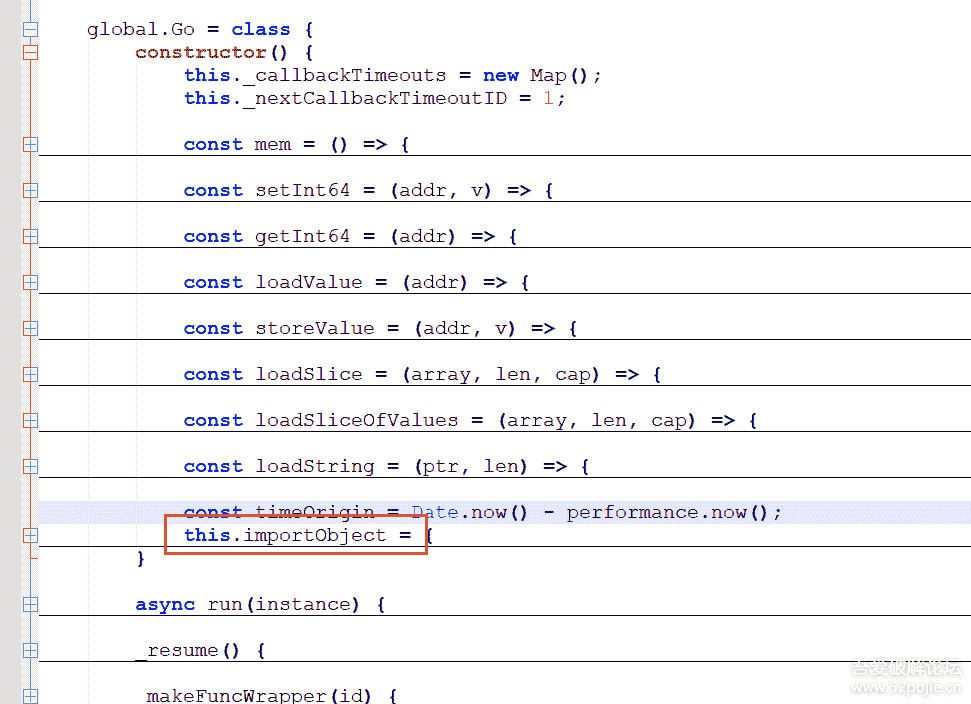 global.Go = class {
constructor() {
this._callbackTimeouts = new Map();
this._nextCallbackTimeoutID = 1;
const mem = () => {
const setInt64 = (addr, v) => {
const getInt64 = (addr) => {
const loadValue = (addr) => {
const storeValue = (addr, v) => {
const loadSlice = (array, len, cap) => {
const loadSliceOfValues = (array, len, cap) => {
const loadString = (ptr, len) => {
const timeOrigin = Date.now() - performance.now();
this.importObject = {
}
async run(instance) {
_resume() {
_makeFuncWrapper(id) {
吾爱破解论坛
www.52pojie.cn